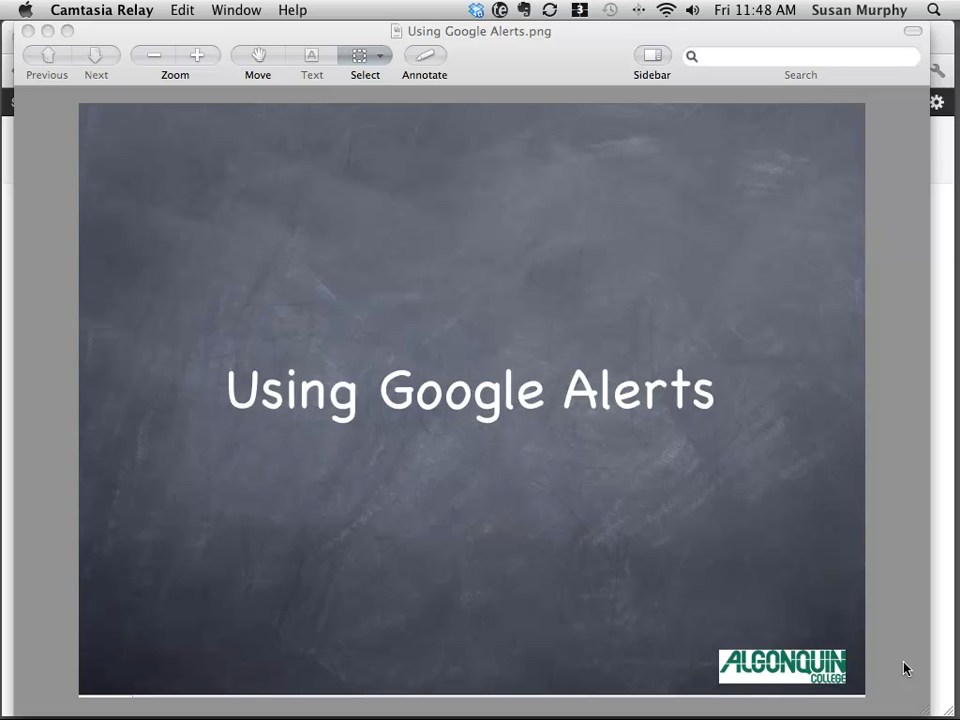 Camtasia Relay Edit Window Help 3 Fri 11:48 AM Susan Murphy
Using Google Alerts.png
Previous Next Zoom Move Text Select Annotate Sidebar Search
Using Google Alerts
ALGONQUIN
COLLEGE